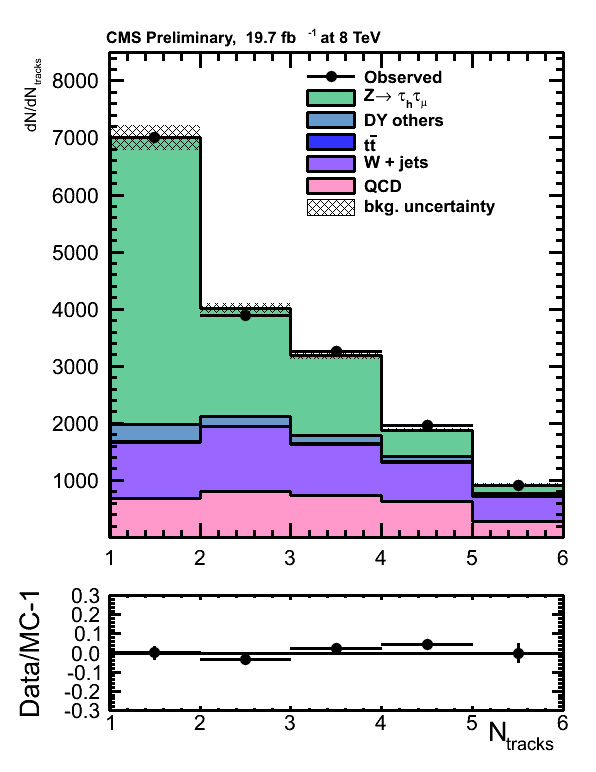 CMS Preliminary, 19.7 fb -1 at 8 TeV
dN/dNtracks
8000
7000
6000
5000
4000
3000
2000
1000
Observed
Z→ τhτμ
DY others
tt̄
W + jets
QCD
bkg. uncertainty
1 2 3 4 5 6
Data/MC-1
0.3
0.2
0.1
0.0
-0.1
-0.2
-0.3
1 2 3 4 5 6
Ntracks